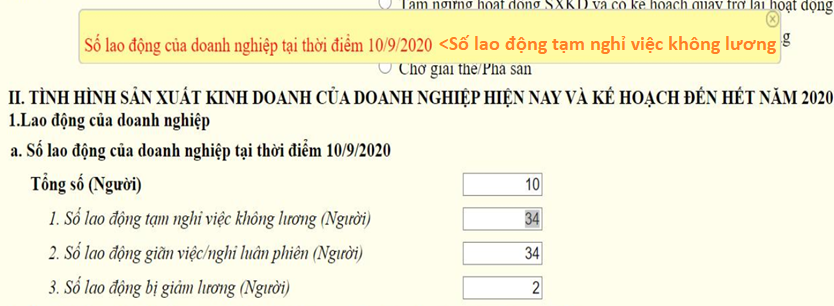 Tạm ngừng hoạt động SXKD và có kế hoạch quay trở lại hoạt động
Số lao động của doanh nghiệp tại thời điểm 10/9/2020 <Số lao động tạm nghỉ việc không lương
g
Chờ giải thể/Phá sản
II. TÌNH HÌNH SẢN XUẤT KINH DOANH CỦA DOANH NGHIỆP HIỆN NAY VÀ KẾ HOẠCH ĐẾN HẾT NĂM 2020
1.Lao động của doanh nghiệp
a. Số lao động của doanh nghiệp tại thời điểm 10/9/2020
Tổng số (Người) 10
1. Số lao động tạm nghỉ việc không lương (Người) 34
2. Số lao động giãn việc/nghỉ luân phiên (Người) 34
3. Số lao động bị giảm lương (Người) 2